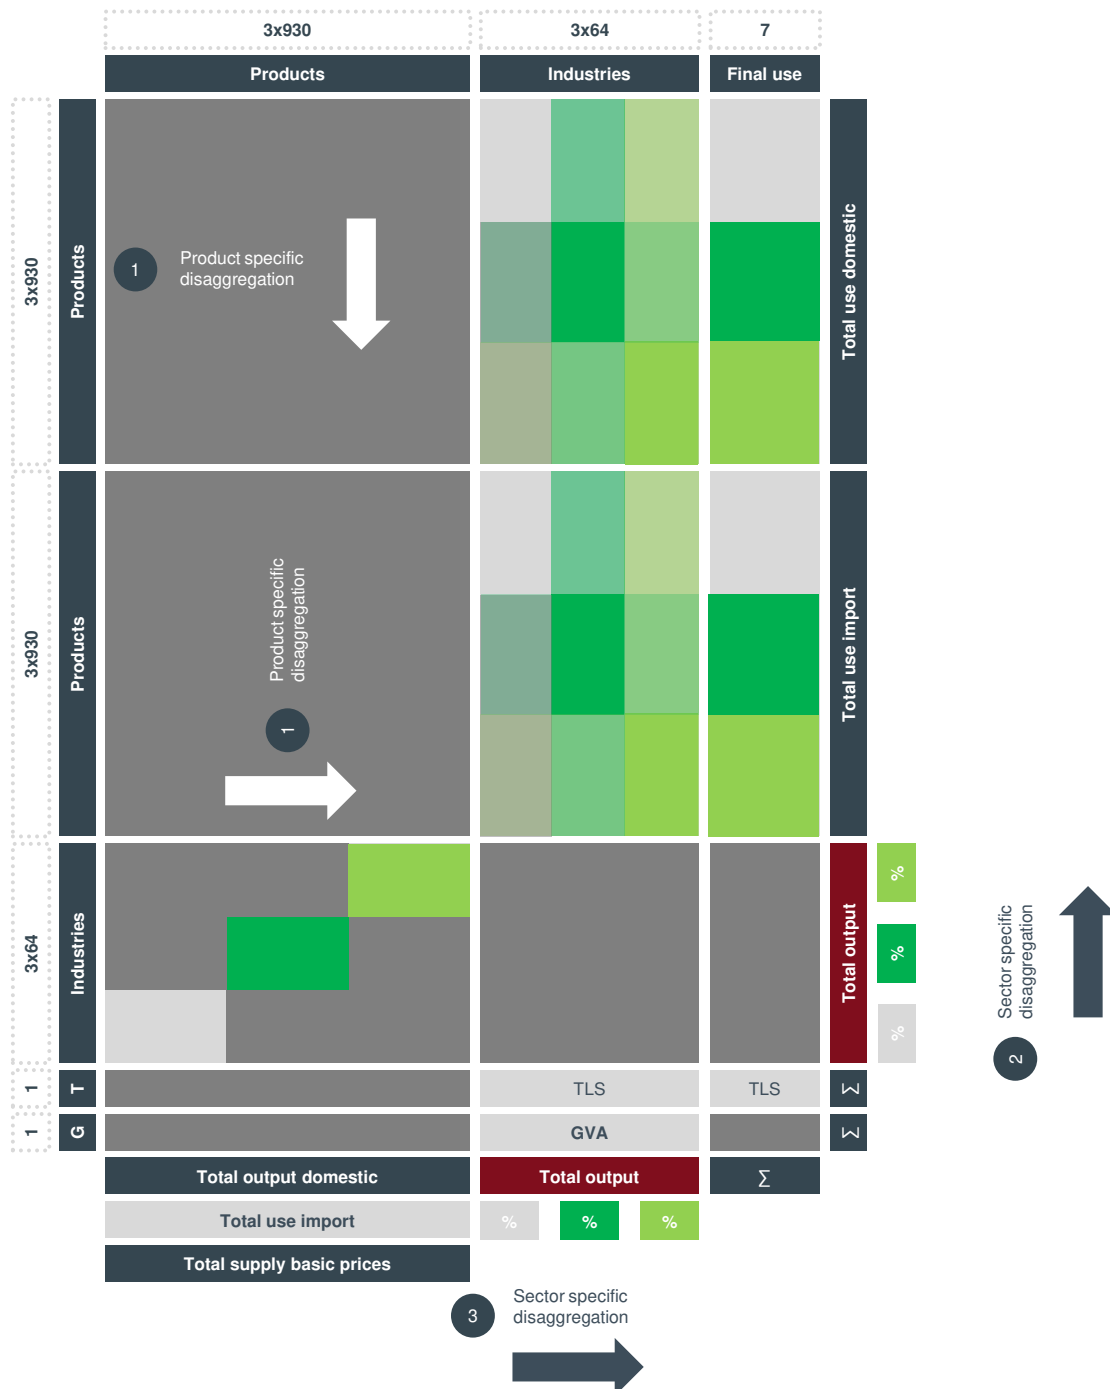 3x930
3x64
7
Products
Industries
Final use
3x930
Products
1
Product specific
disaggregation
Total use domestic
3x930
Products
Product specific
disaggregation
1
Total use import
3x64
Industries
Total output
%
%
%
Sector specific
disaggregation
2
1
T
TLS
TLS
Σ
1
G
GVA
Σ
Total output domestic
Total output
Σ
Total use import
%
%
%
Total supply basic prices
3
Sector specific
disaggregation